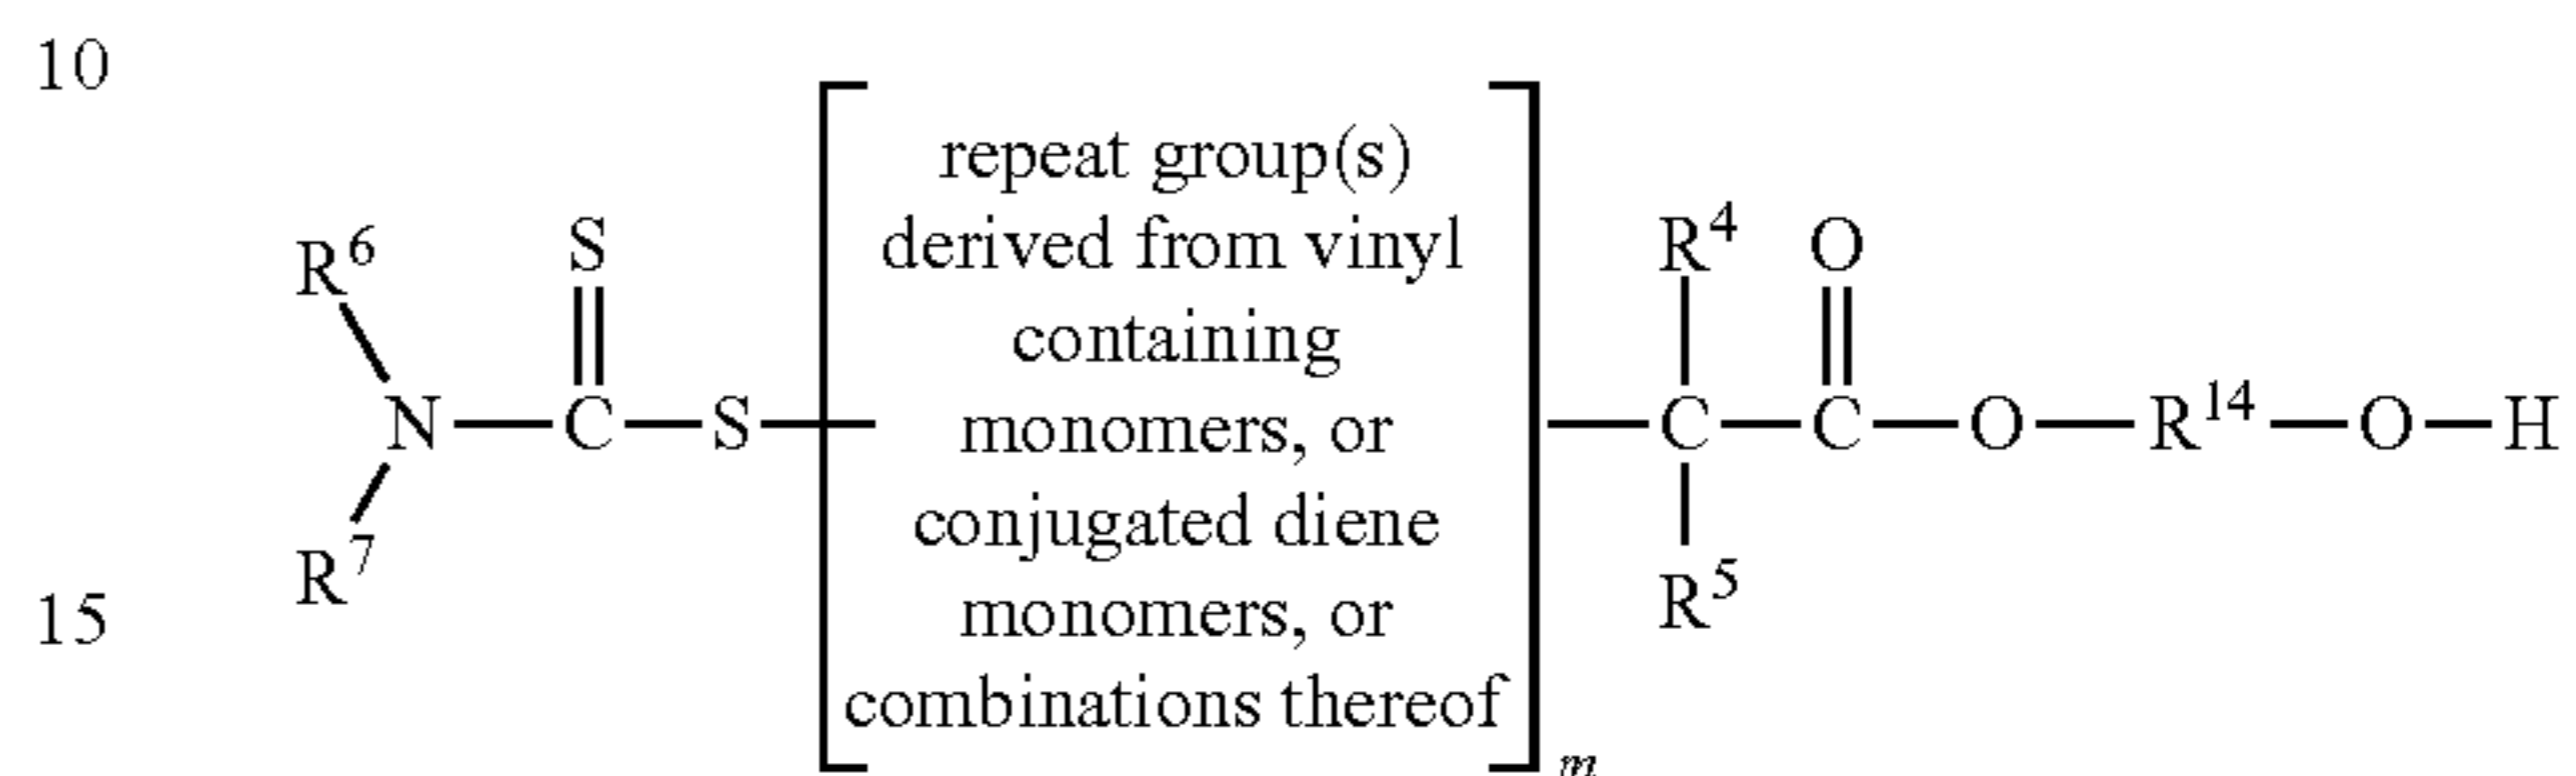 10
repeat group(s)
derived from vinyl
containing
monomers, or
conjugated diene
monomers, or
combinations thereof
R⁶ S R⁴ O
N—C—S— —C—C—O—R¹⁴—O—H
R⁷ R⁵
15
m